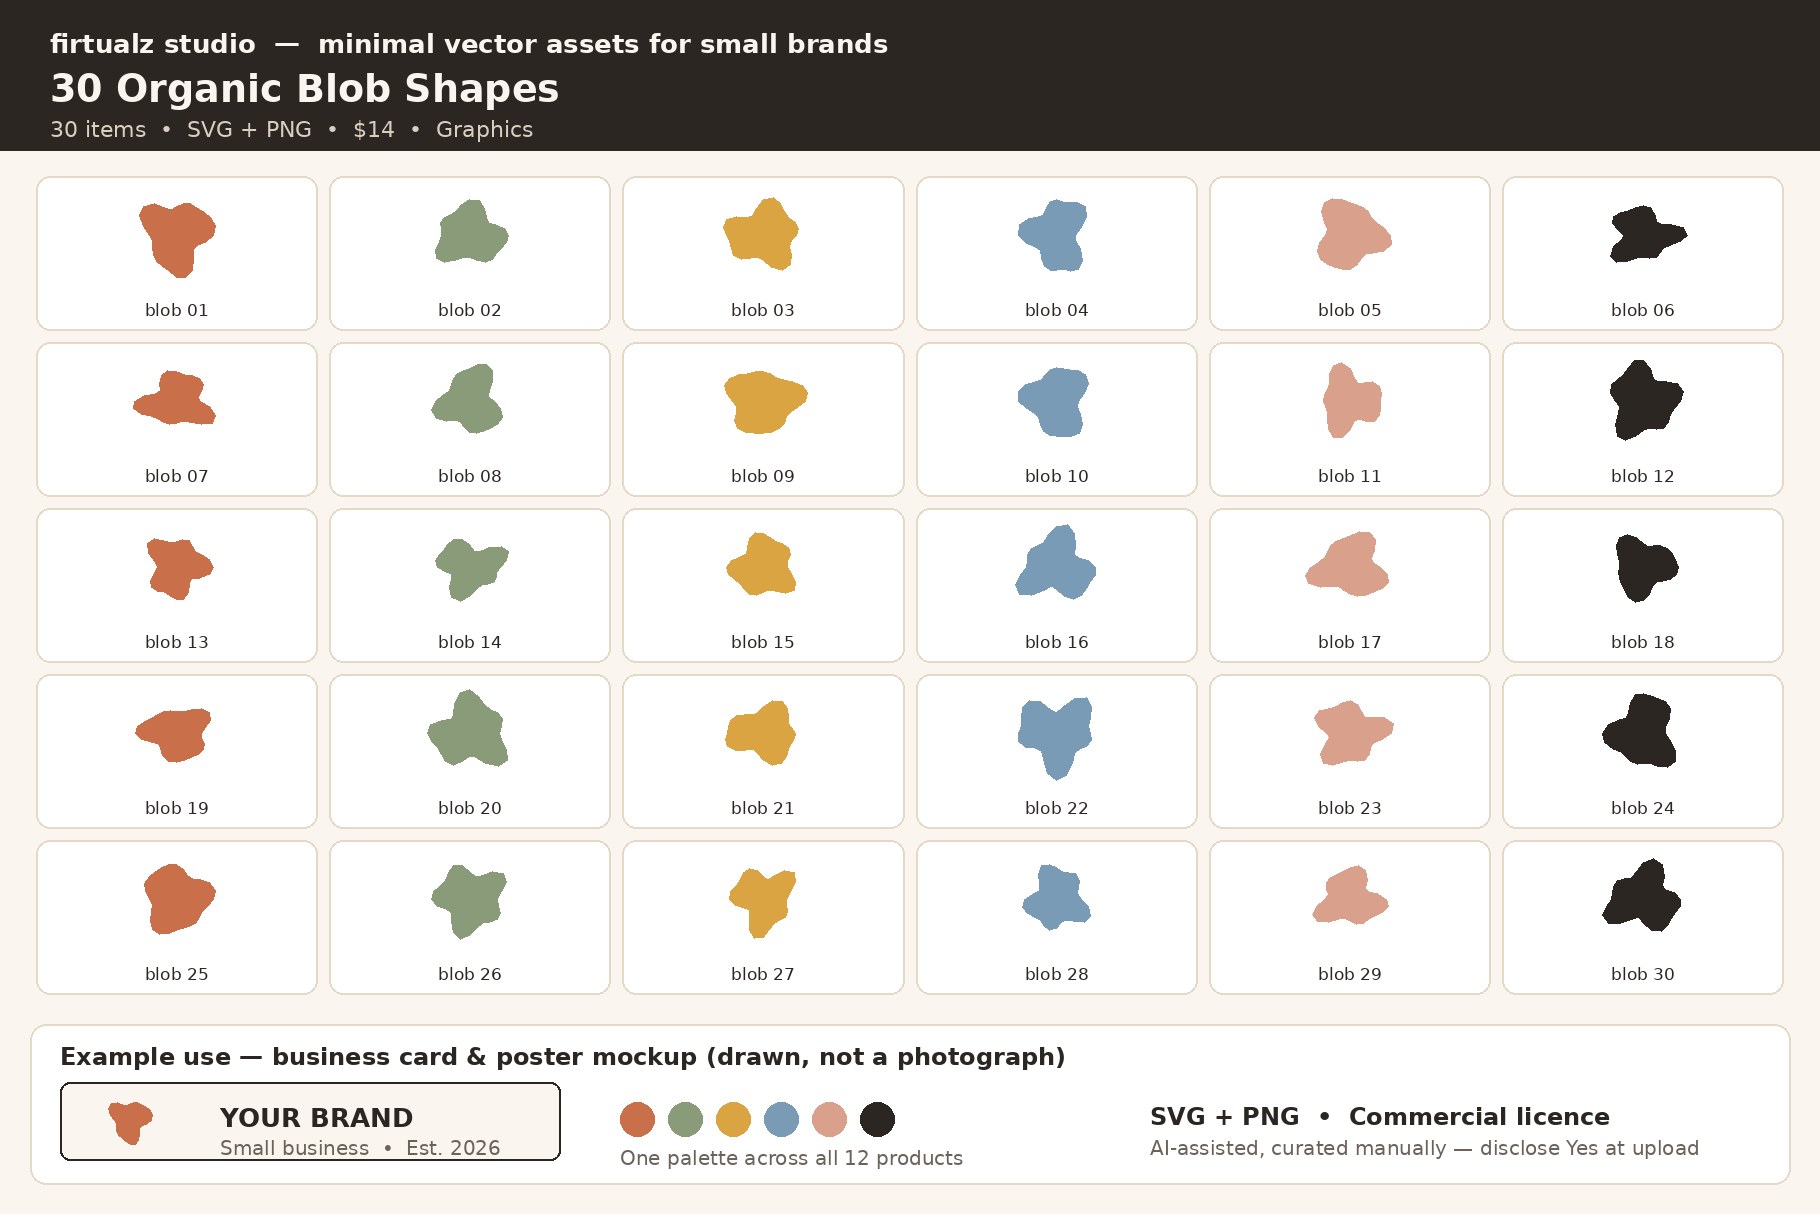 firtualz studio — minimal vector assets for small brands
30 Organic Blob Shapes
30 items • SVG + PNG • $14 • Graphics
blob 01
blob 02
blob 03
blob 04
blob 05
blob 06
blob 07
blob 08
blob 09
blob 10
blob 11
blob 12
blob 13
blob 14
blob 15
blob 16
blob 17
blob 18
blob 19
blob 20
blob 21
blob 22
blob 23
blob 24
blob 25
blob 26
blob 27
blob 28
blob 29
blob 30
Example use — business card & poster mockup (drawn, not a photograph)
YOUR BRAND
Small business • Est. 2026
One palette across all 12 products
SVG + PNG • Commercial licence
AI-assisted, curated manually — disclose Yes at upload